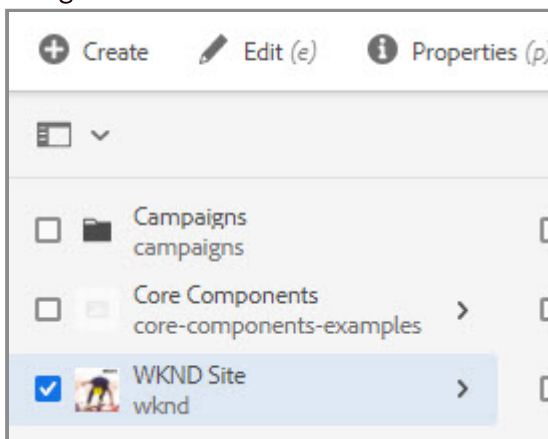 Create Edit (e) Properties (p)
Campaigns
campaigns
Core Components
core-components-examples
WKND Site
wknd